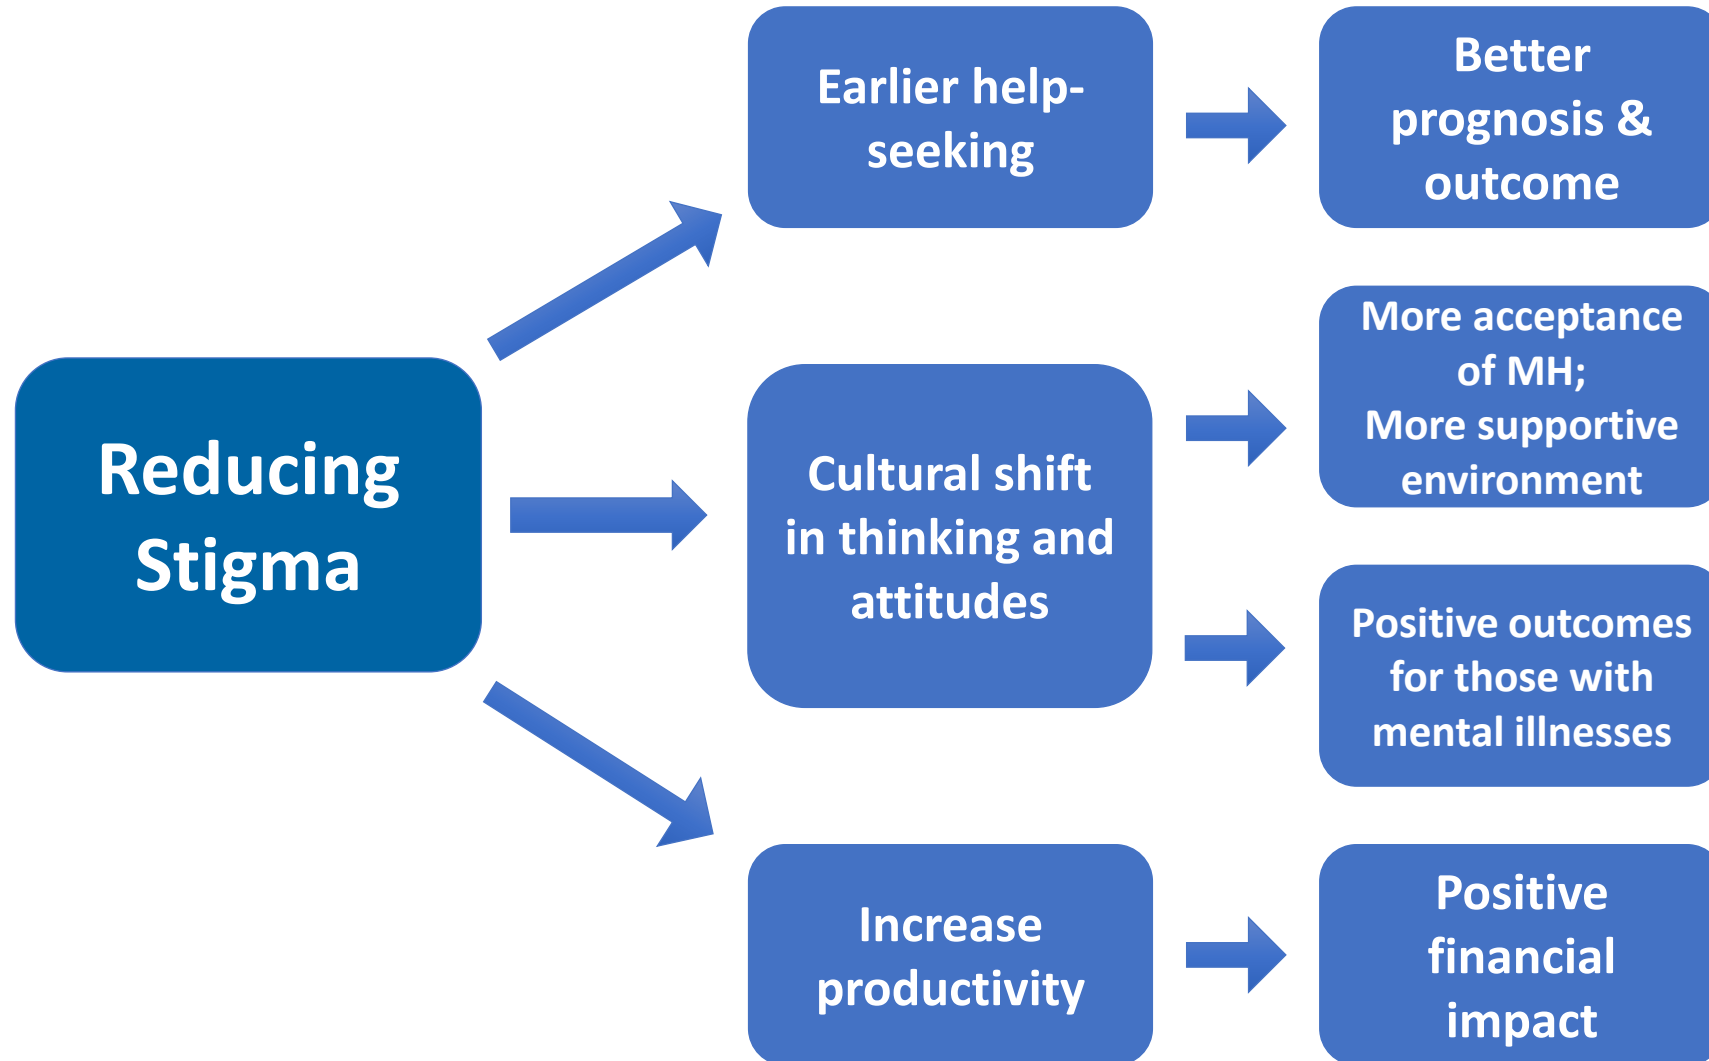 Reducing
Stigma
Earlier help-
seeking
Better
prognosis &
outcome
Cultural shift
in thinking and
attitudes
More acceptance
of MH;
More supportive
environment
Positive outcomes
for those with
mental illnesses
Increase
productivity
Positive
financial
impact